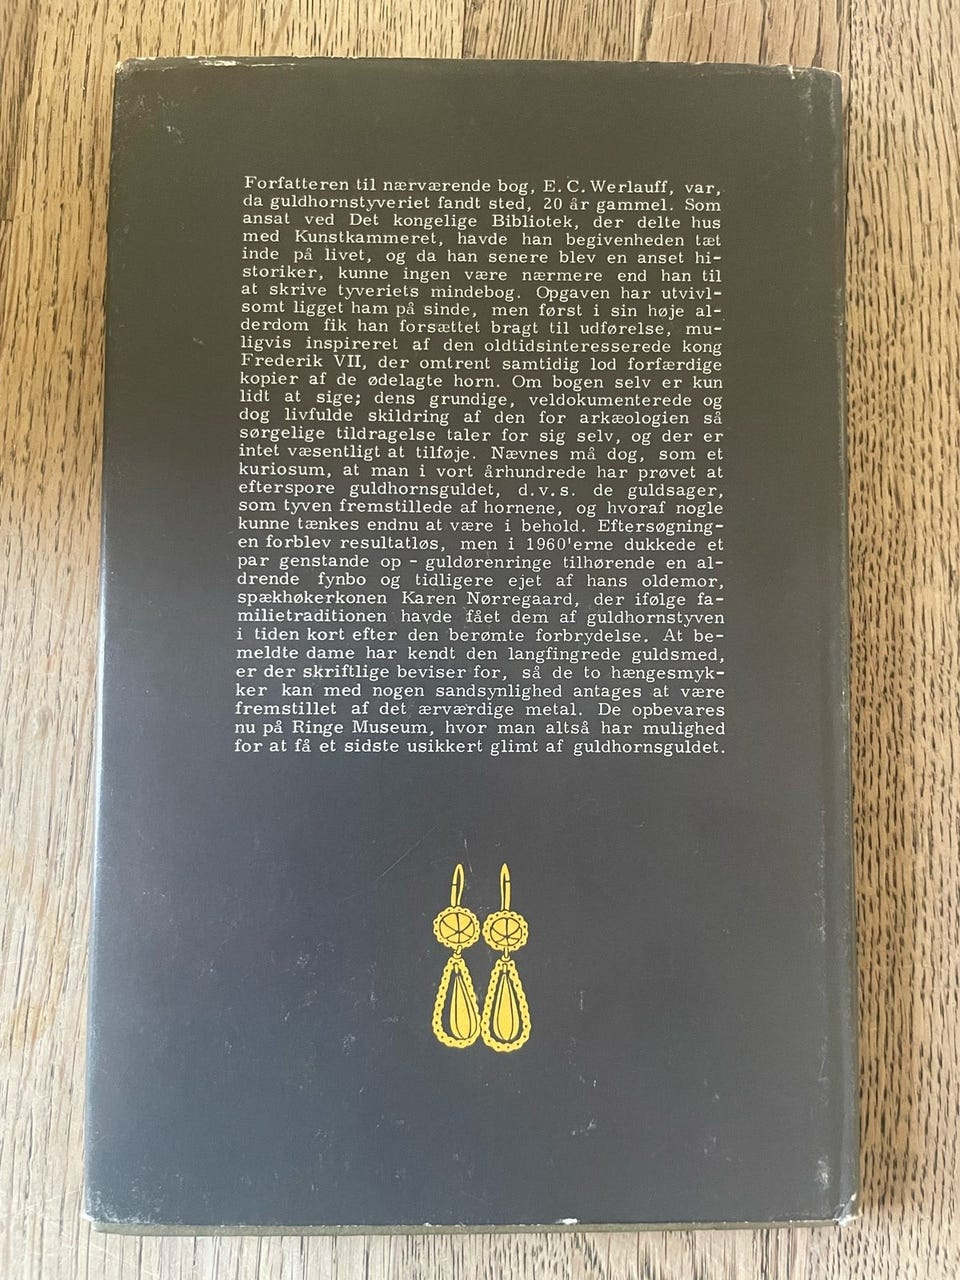 Forfatteren til nærværende bog, E. C. Werlauff, var,
da guldhornstyveriet fandt sted, 20 år gammel. Som
ansat ved Det kongelige Bibliotek, der delte hus
med Kunstkammeret, havde han begivenheden tæt
inde på livet, og da han senere blev en anset hi-
storiker, kunne ingen være nærmere end han til
at skrive tyveriets mindebog. Opgaven har utvivl-
somt ligget ham på sinde, men først i sin høje al-
derdom fik han forsættet bragt til udførelse, mu-
ligvis inspireret af den oldtidsinteresserede kong
Frederik VII, der omtrent samtidig lod forfærdige
kopier af de ødelagte horn. Om bogen selv er kun
lidt at sige; dens grundige, veldokumenterede og
dog livfulde skildring af den for arkæologien så
sørgelige tildragelse taler for sig selv, og der er
intet væsentligt at tilføje. Nævnes må dog, som et
kuriosum, at man i vort århundrede har prøvet at
efterspore guldhornsguldet, d.v.s. de guldsager,
som tyven fremstillede af hornene, og hvoraf nogle
kunne tænkes endnu at være i behold. Eftersøgning-
en forblev resultatløs, men i 1960'erne dukkede et
par genstande op - guldørenringe tilhørende en al-
drende fynbo og tidligere ejet af hans oldemor,
spækhøkerkonen Karen Nørregaard, der ifølge fa-
milietraditionen havde fået dem af guldhornstyven
i tiden kort efter den berømte forbrydelse. At be-
meldte dame har kendt den langfingrede guldsmed,
er der skriftlige beviser for, så de to hængesmyk-
ker kan med nogen sandsynlighed antages at være
fremstillet af det ærværdige metal. De opbevares
nu på Ringe Museum, hvor man altså har mulighed
for at få et sidste usikkert glimt af guldhornsguldet.